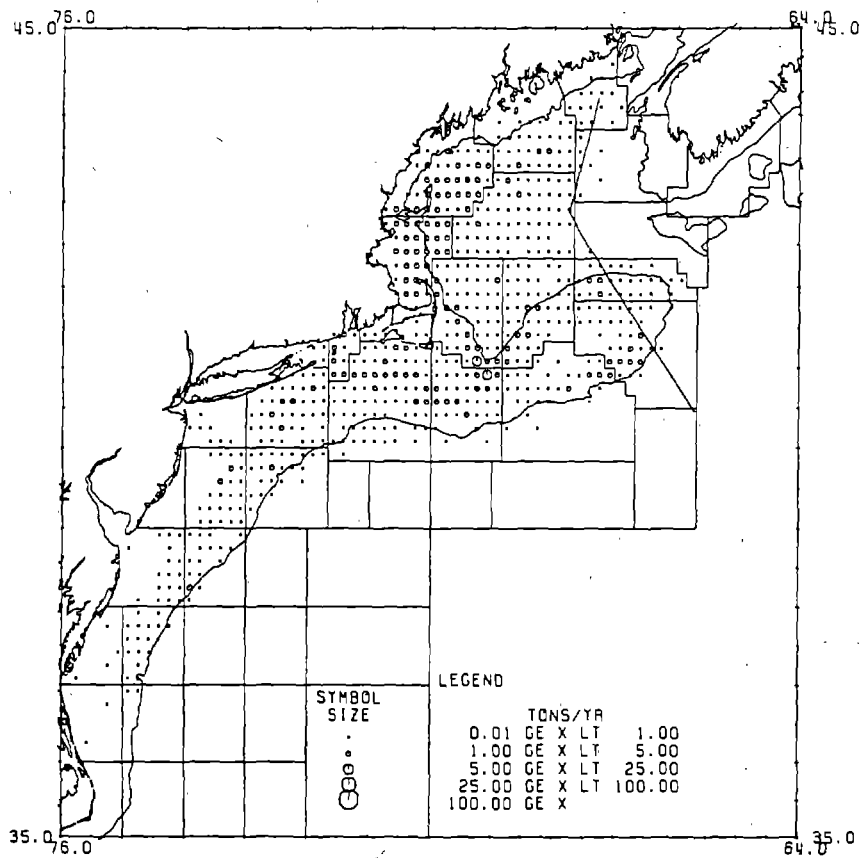 76.0 64.0
45.0 45.0
LEGEND
SYMBOL
SIZE
TONS/YR
0.01 GE X LT 1.00
1.00 GE X LT 5.00
5.00 GE X LT 25.00
25.00 GE X LT 100.00
100.00 GE X
35.0 35.0
76.0 64.0